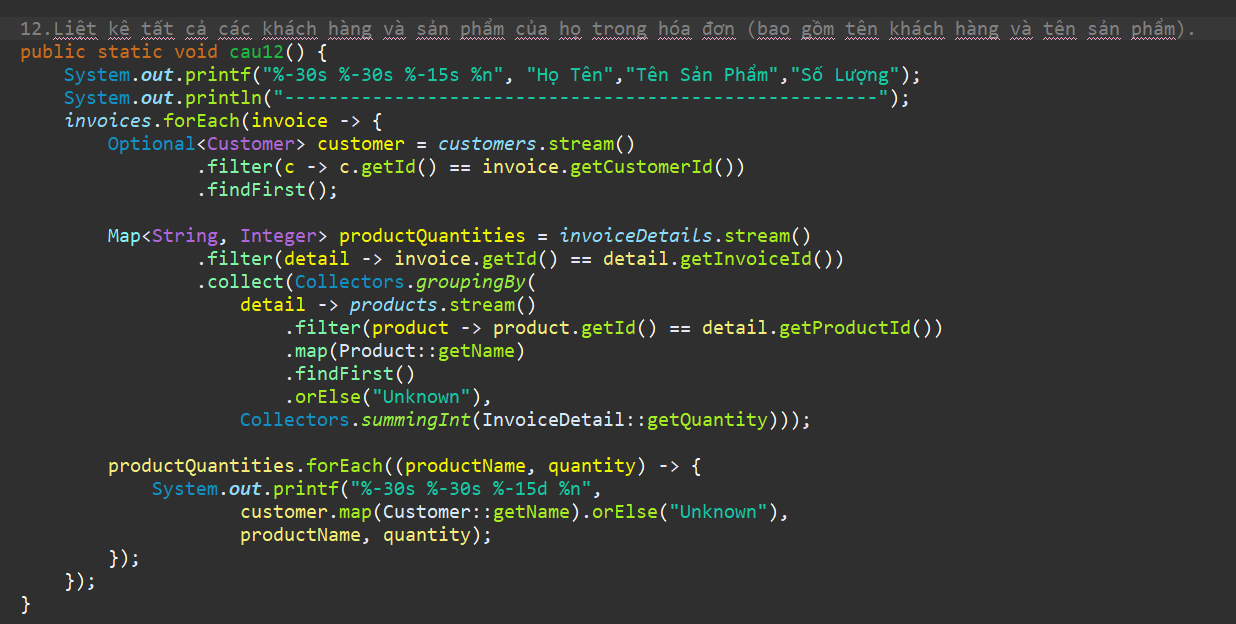 12.Liệt kê tất cả các khách hàng và sản phẩm của họ trong hóa đơn (bao gồm tên khách hàng và tên sản phẩm).
public static void cau12() {
    System.out.printf("%-30s %-30s %-15s %n", "Họ Tên","Tên Sản Phẩm","Số Lượng");
    System.out.println("------------------------------------------------------");
    invoices.forEach(invoice -> {
        Optional<Customer> customer = customers.stream()
                .filter(c -> c.getId() == invoice.getCustomerId())
                .findFirst();
        Map<String, Integer> productQuantities = invoiceDetails.stream()
                .filter(detail -> invoice.getId() == detail.getInvoiceId())
                .collect(Collectors.groupingBy(
                    detail -> products.stream()
                        .filter(product -> product.getId() == detail.getProductId())
                        .map(Product::getName)
                        .findFirst()
                        .orElse("Unknown"),
                    Collectors.summingInt(InvoiceDetail::getQuantity)));
        productQuantities.forEach((productName, quantity) -> {
            System.out.printf("%-30s %-30s %-15d %n",
                    customer.map(Customer::getName).orElse("Unknown"),
                    productName, quantity);
        });
    });
}